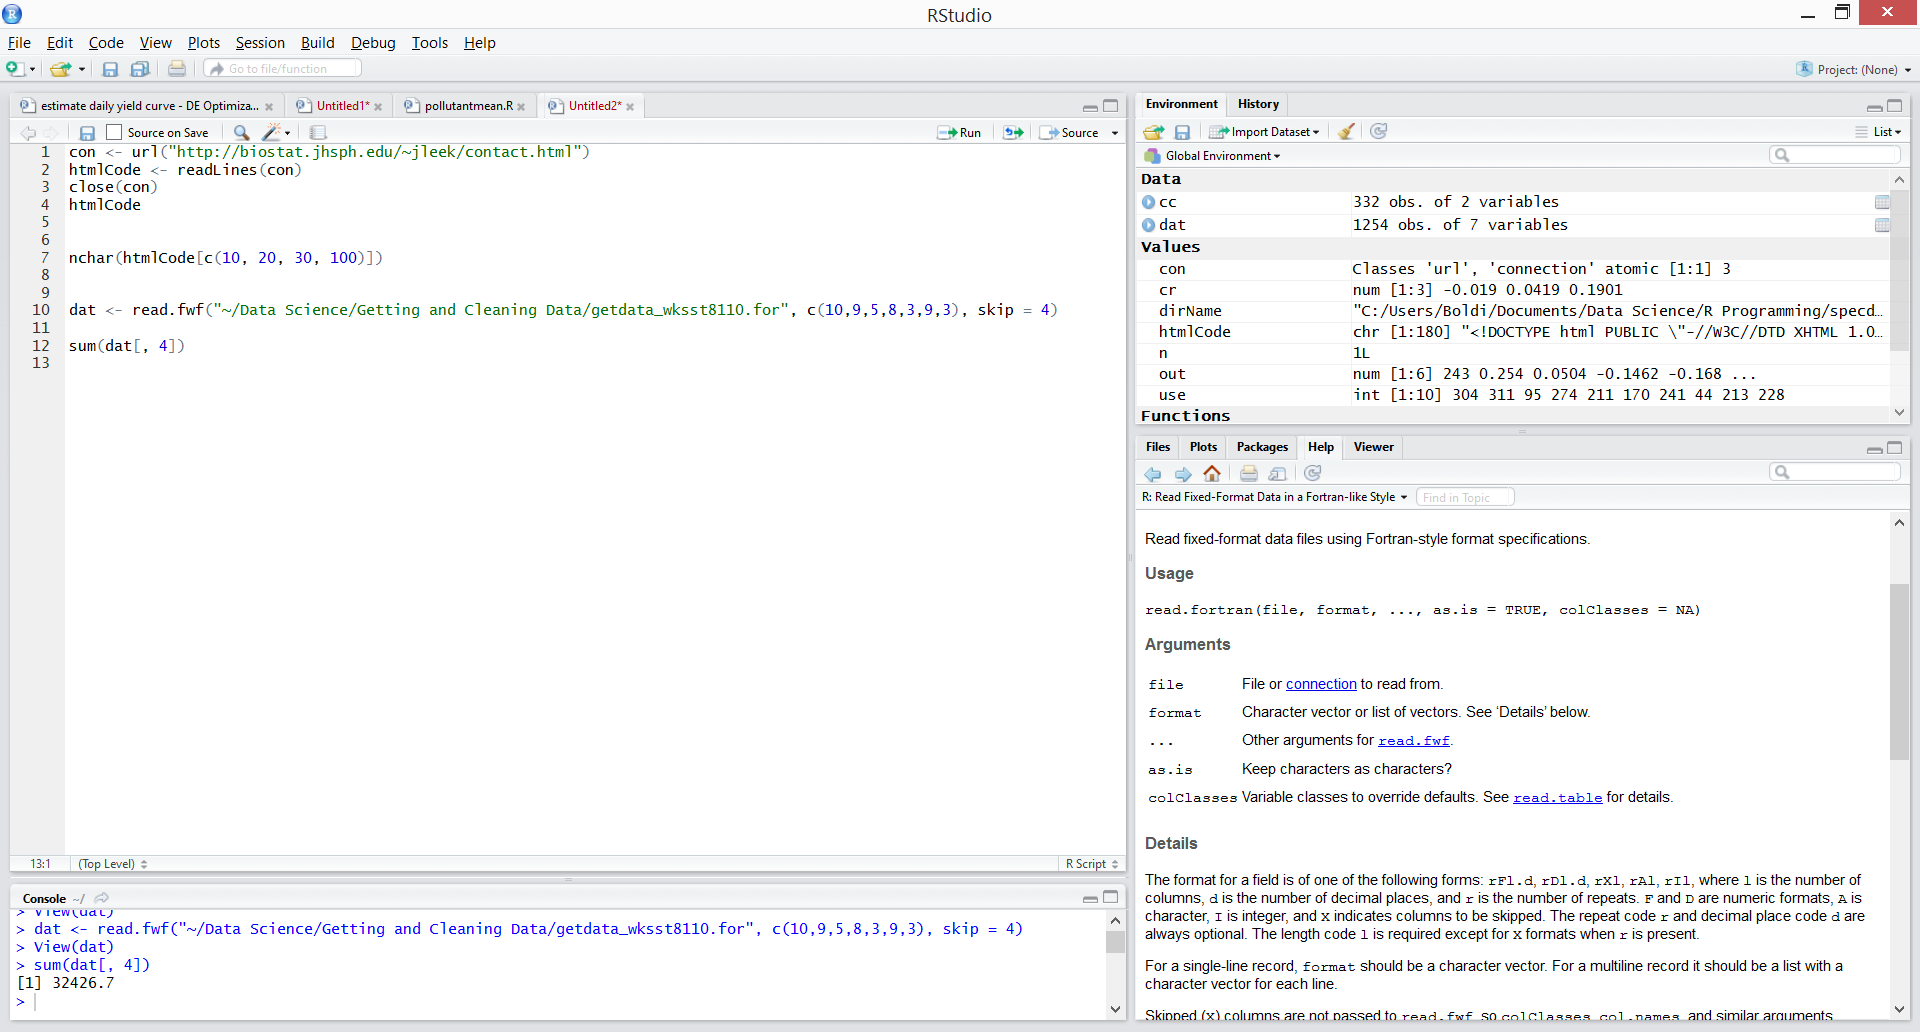 RStudio
File Edit Code View Plots Session Build Debug Tools Help
Go to file/function
Project: (None)
estimate daily yield curve - DE Optimiza... Untitled1* pollutantmean.R Untitled2*
Source on Save Run Source
1 con <- url("http://biostat.jhsph.edu/~jleek/contact.html")
2 htmlCode <- readLines(con)
3 close(con)
4 htmlCode
5
6
7 nchar(htmlCode[c(10, 20, 30, 100)])
8
9
10 dat <- read.fwf("~/Data Science/Getting and Cleaning Data/getdata_wksst8110.for", c(10,9,5,8,3,9,3), skip = 4)
11
12 sum(dat[, 4])
13
13:1 (Top Level) R Script
Console ~/
> View(dat)
> dat <- read.fwf("~/Data Science/Getting and Cleaning Data/getdata_wksst8110.for", c(10,9,5,8,3,9,3), skip = 4)
> View(dat)
> sum(dat[, 4])
[1] 32426.7
>
Environment History
Import Dataset List
Global Environment
Data
cc 332 obs. of 2 variables
dat 1254 obs. of 7 variables
Values
con Classes 'url', 'connection' atomic [1:1] 3
cr num [1:3] -0.019 0.0419 0.1901
dirName "C:/Users/Boldi/Documents/Data Science/R Programming/specd...
htmlCode chr [1:180] "<!DOCTYPE html PUBLIC \"-//W3C//DTD XHTML 1.0...
n 1L
out num [1:6] 243 0.254 0.0504 -0.1462 -0.168 ...
use int [1:10] 304 311 95 274 211 170 241 44 213 228
Functions
Files Plots Packages Help Viewer
R: Read Fixed-Format Data in a Fortran-like Style Find in Topic
Read fixed-format data files using Fortran-style format specifications.
Usage
read.fortran(file, format, ..., as.is = TRUE, colClasses = NA)
Arguments
file File or connection to read from.
format Character vector or list of vectors. See ‘Details’ below.
... Other arguments for read.fwf.
as.is Keep characters as characters?
colClasses Variable classes to override defaults. See read.table for details.
Details
The format for a field is of one of the following forms: rFl.d, rDl.d, rXl, rAl, rIl, where l is the number of
columns, d is the number of decimal places, and r is the number of repeats. F and D are numeric formats, A is
character, I is integer, and X indicates columns to be skipped. The repeat code r and decimal place code d are
always optional. The length code l is required except for X formats when r is present.
For a single-line record, format should be a character vector. For a multiline record it should be a list with a
character vector for each line.
Skipped (X) columns are not passed to read.fwf, so colClasses, col.names, and similar arguments